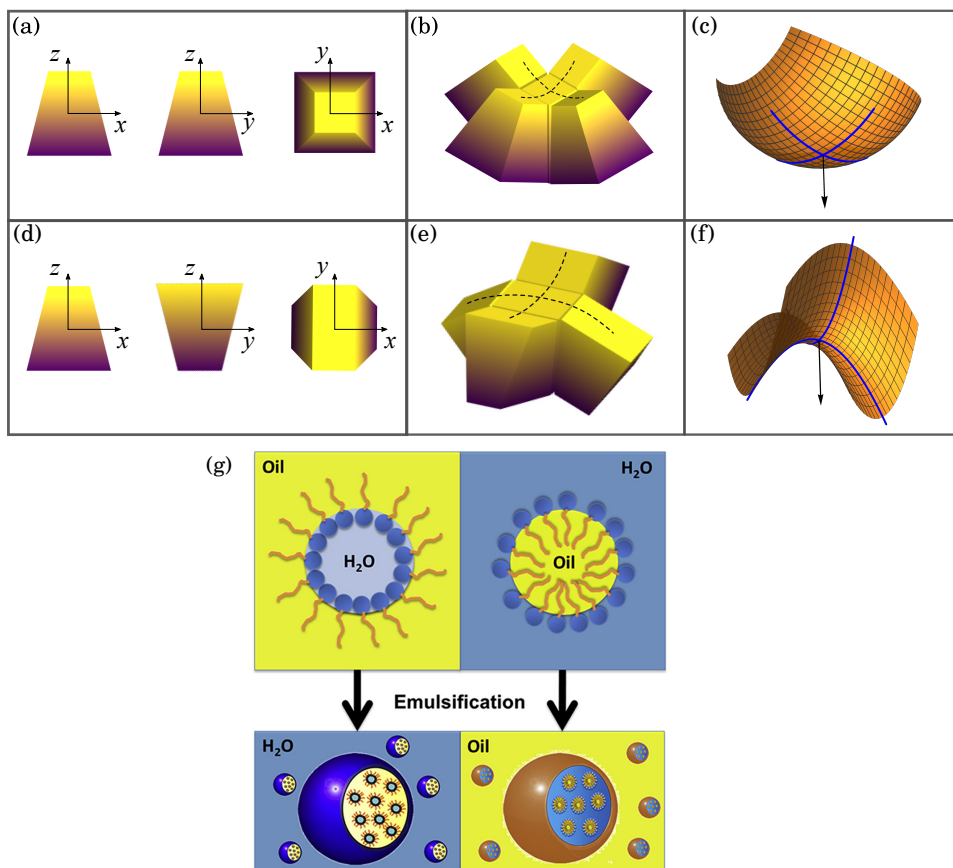 (a)
z
x
z
y
y
x
(b)
(c)
(d)
z
x
z
y
y
x
(e)
(f)
(g)
Oil
H₂O
H₂O
Oil
Emulsification
H₂O
Oil